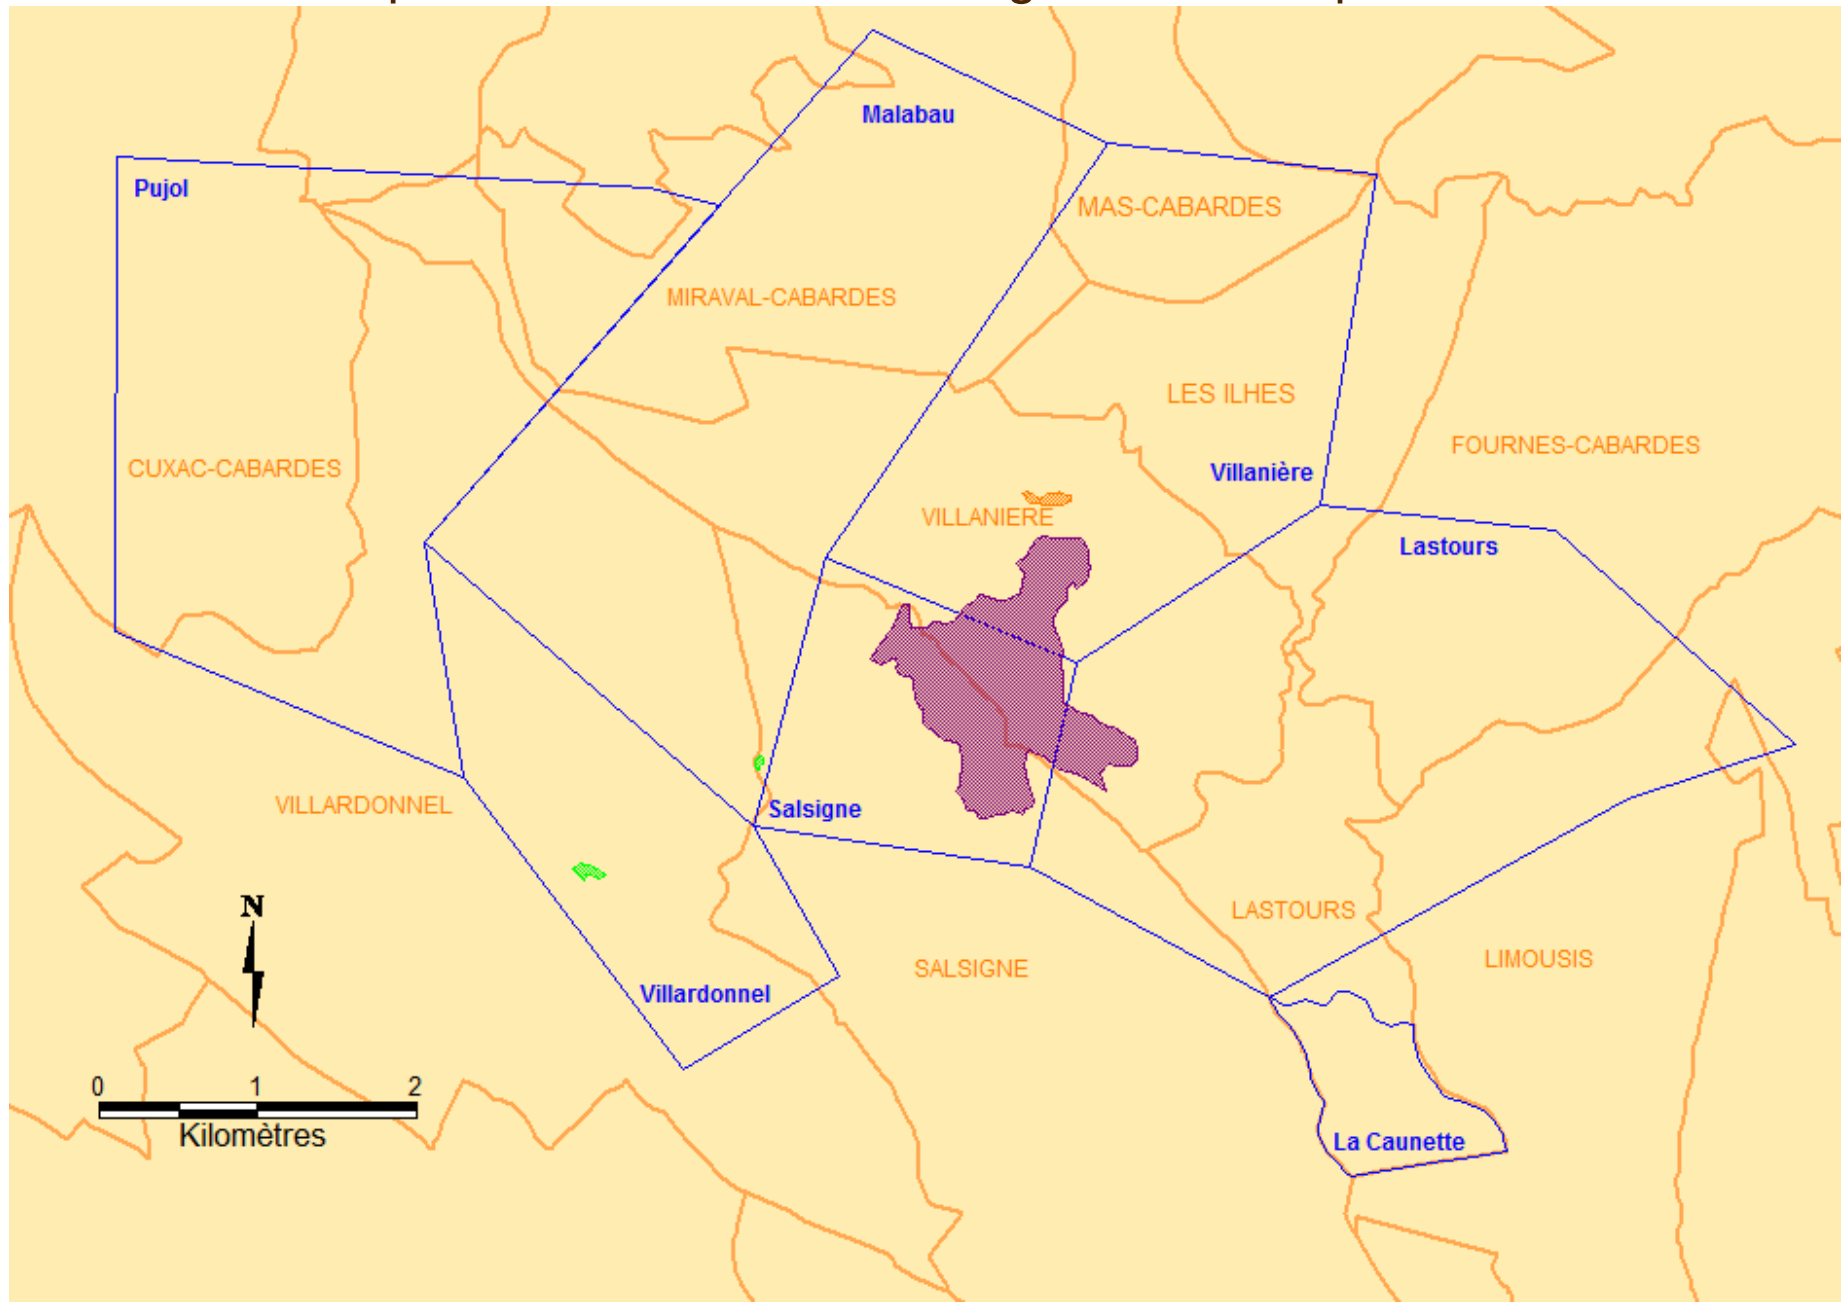 Malabau
Pujol
MAS-CABARDES
MIRAVAL-CABARDES
LES ILHES
FOURNES-CABARDES
CUXAC-CABARDES
Villanière
VILLANIERE
Lastours
VILLARDONNEL
Salsigne
N
LASTOURS
LIMOUSIS
SALSIGNE
Villardonnel
0 1 2
Kilomètres
La Caunette